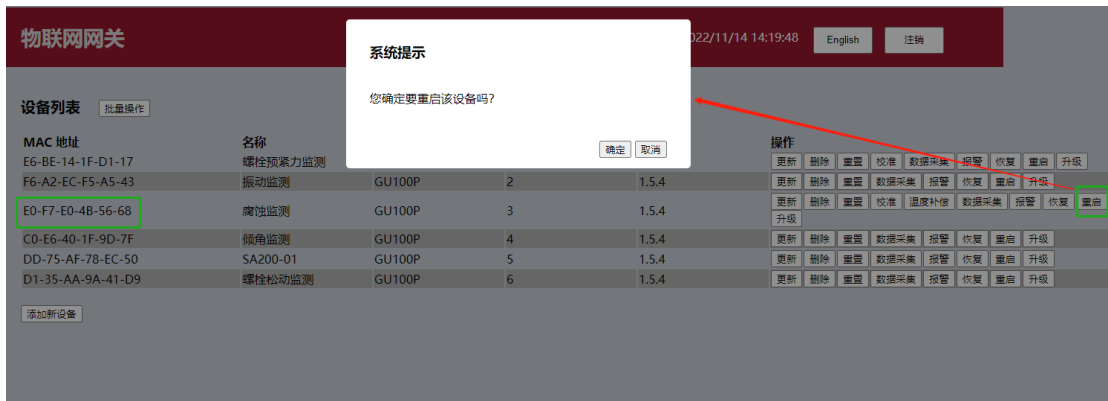 物联网网关
022/11/14 14:19:48 English 注销
系统提示
您确定要重启该设备吗?
确定 取消
设备列表 批量操作
MAC 地址 名称 操作
E6-BE-14-1F-D1-17 螺栓预紧力监测 更新 删除 重置 校准 数据采集 报警 恢复 重启 升级
F6-A2-EC-F5-A5-43 振动监测 GU100P 2 1.5.4 更新 删除 重置 数据采集 报警 恢复 重启 升级
E0-F7-E0-4B-56-68 腐蚀监测 GU100P 3 1.5.4 更新 删除 重置 校准 温度补偿 数据采集 报警 恢复 重启
升级
C0-E6-40-1F-9D-7F 倾角监测 GU100P 4 1.5.4 更新 删除 重置 数据采集 报警 恢复 重启 升级
DD-75-AF-78-EC-50 SA200-01 GU100P 5 1.5.4 更新 删除 重置 数据采集 报警 恢复 重启 升级
D1-35-AA-9A-41-D9 螺栓松动监测 GU100P 6 1.5.4 更新 删除 重置 数据采集 报警 恢复 重启 升级
添加新设备